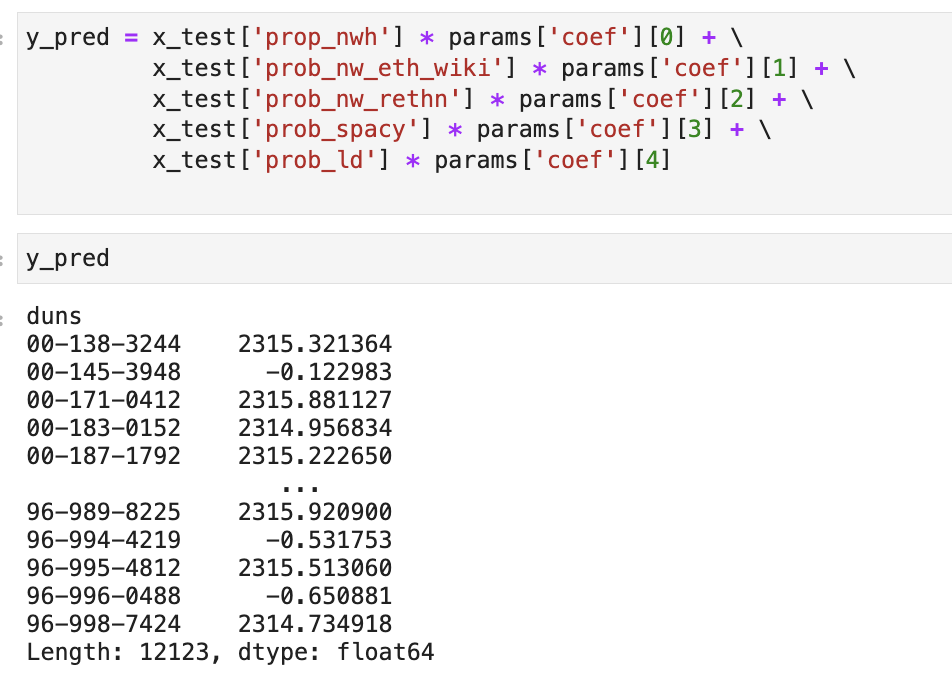 y_pred = x_test['prop_nwh'] * params['coef'][0] + \
x_test['prob_nw_eth_wiki'] * params['coef'][1] + \
x_test['prob_nw_rethn'] * params['coef'][2] + \
x_test['prob_spacy'] * params['coef'][3] + \
x_test['prob_ld'] * params['coef'][4]
y_pred
duns
00-138-3244    2315.321364
00-145-3948      -0.122983
00-171-0412    2315.881127
00-183-0152    2314.956834
00-187-1792    2315.222650
...
96-989-8225    2315.920900
96-994-4219      -0.531753
96-995-4812    2315.513060
96-996-0488      -0.650881
96-998-7424    2314.734918
Length: 12123, dtype: float64